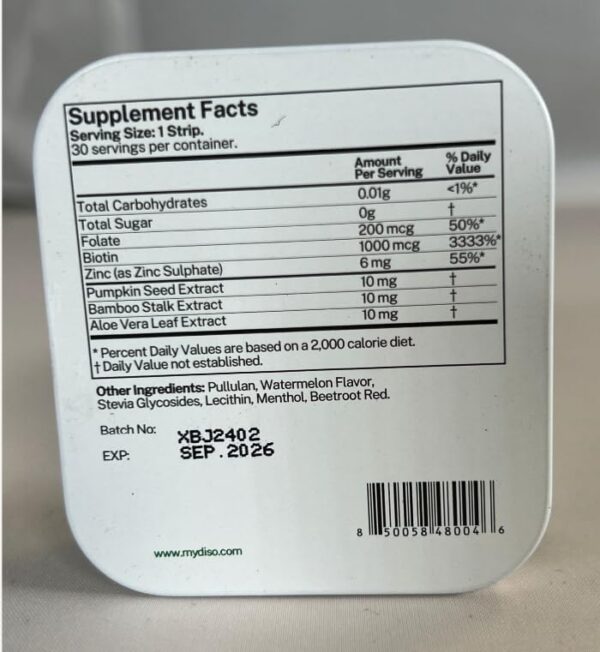 Supplement Facts
Serving Size: 1 Strip.
30 servings per container.
Amount Per Serving % Daily Value
Total Carbohydrates 0.01g <1%*
Total Sugar 0g †
Folate 200 mcg 50%*
Biotin 1000 mcg 3333%*
Zinc (as Zinc Sulphate) 6 mg 55%*
Pumpkin Seed Extract 10 mg †
Bamboo Stalk Extract 10 mg †
Aloe Vera Leaf Extract 10 mg †
* Percent Daily Values are based on a 2,000 calorie diet.
† Daily Value not established.
Other Ingredients: Pullulan, Watermelon Flavor,
Stevia Glycosides, Lecithin, Menthol, Beetroot Red.
Batch No: XBJ2402
EXP: SEP.2026
8 50058 48004 6
www.mydiso.com